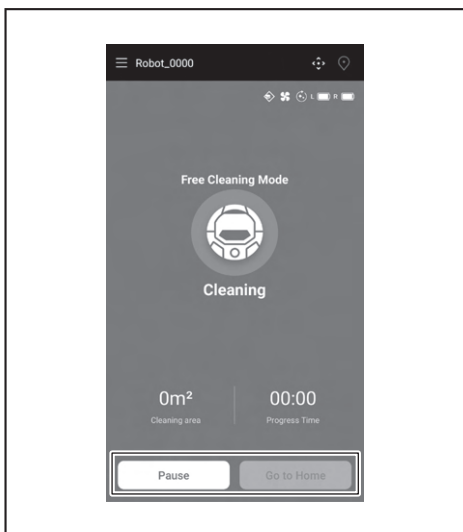 Robot_0000
L R
Free Cleaning Mode
Cleaning
0m² 00:00
Cleaning area Progress Time
Pause Go to Home